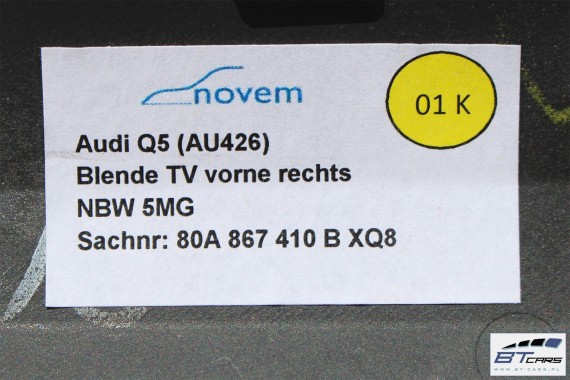 novem
01 K
Audi Q5 (AU426)
Blende TV vorne rechts
NBW 5MG
Sachnr: 80A 867 410 B XQ8
BT CARS
WWW.BT-CARS.PL